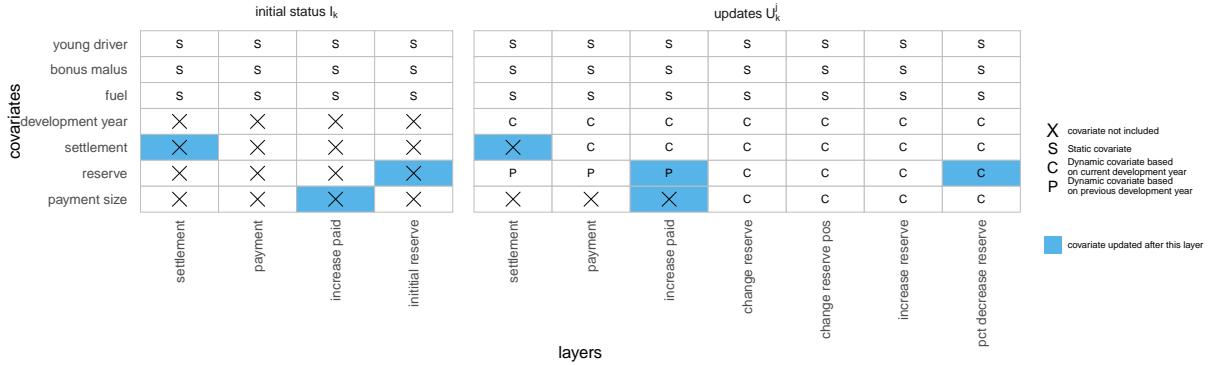 initial status I_k updates U_k^j
young driver S S S S S S S S S S S
bonus malus S S S S S S S S S S S
fuel S S S S S S S S S S S
development year X X X X C C C C C C C
settlement X X X X X C C C C C C
reserve X X X X P P P C C C C
payment size X X X X X X X C C C C
covariates
settlement
payment
increase paid
inititial reserve
settlement
payment
increase paid
change reserve
change reserve pos
increase reserve
pct decrease reserve
layers
X covariate not included
S Static covariate
C Dynamic covariate based
on current development year
P Dynamic covariate based
on previous development year
covariate updated after this layer